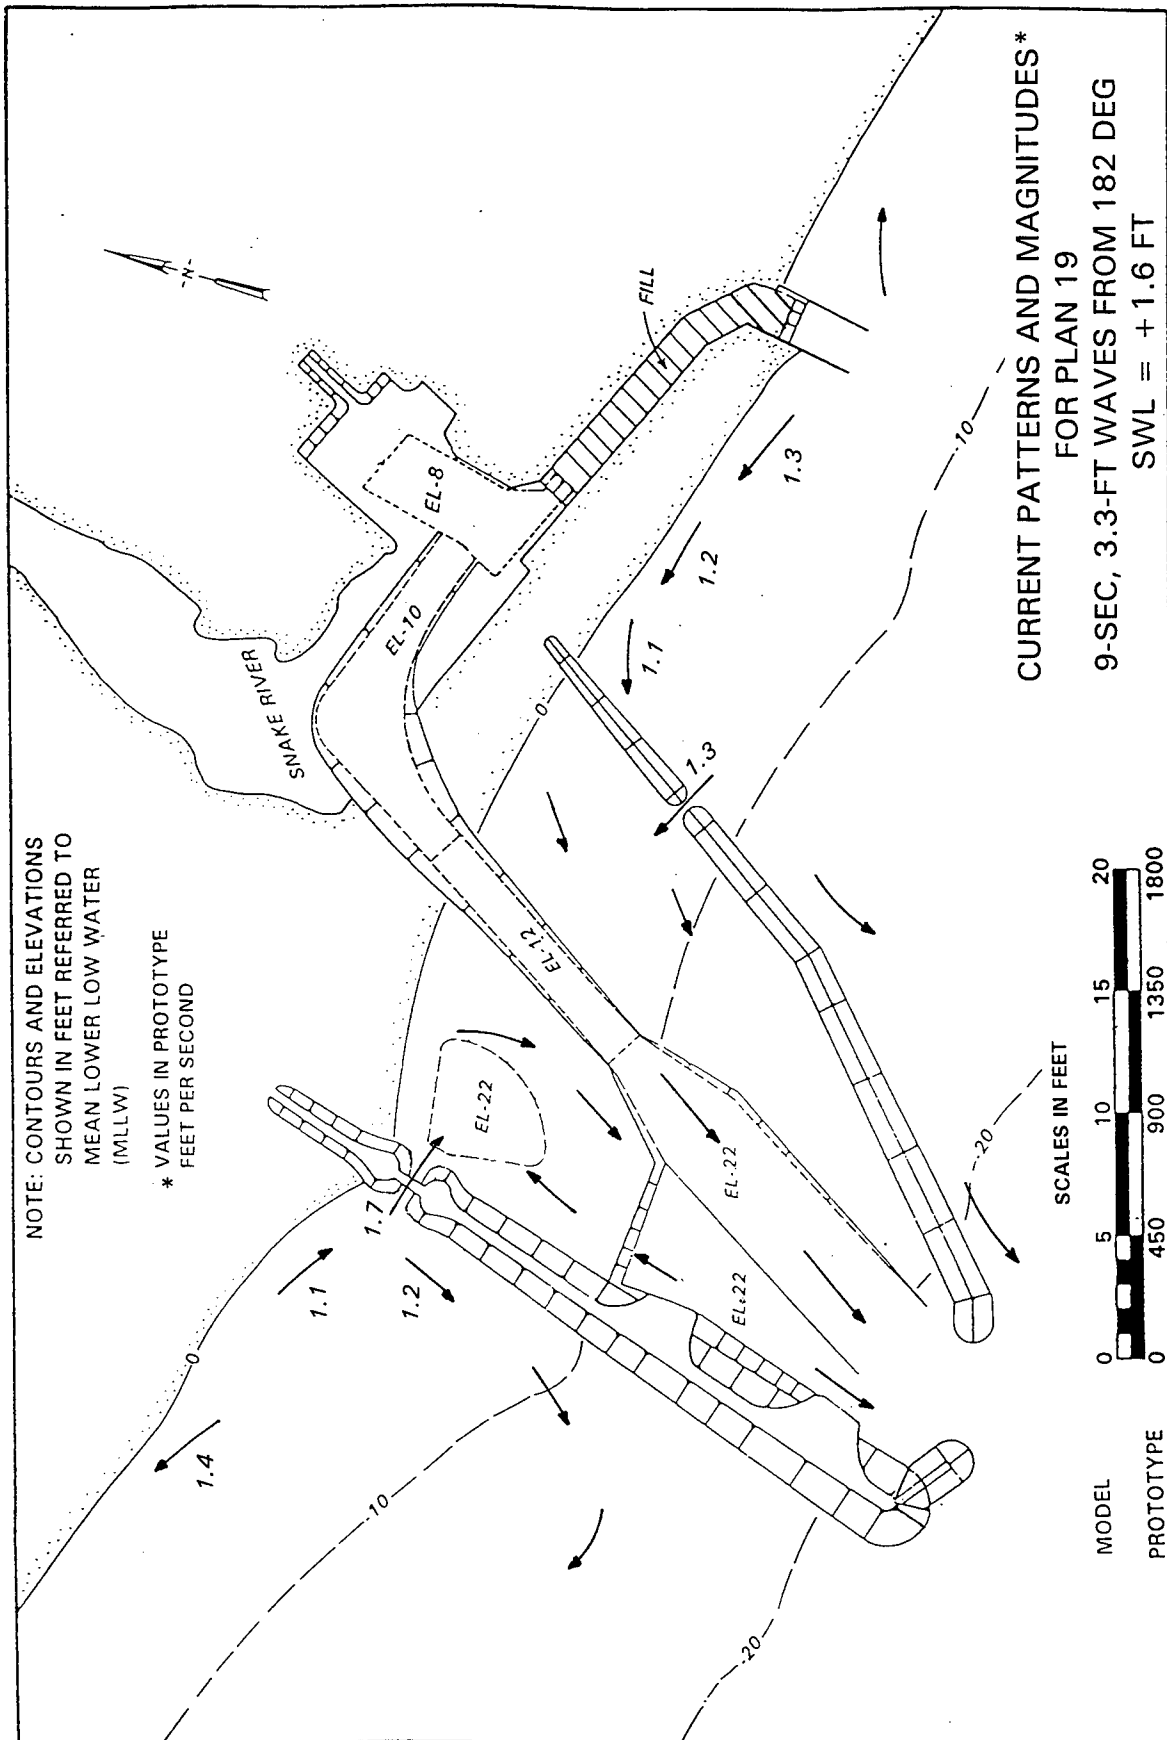 NOTE: CONTOURS AND ELEVATIONS
SHOWN IN FEET REFERRED TO
MEAN LOWER LOW WATER
(MLLW)
* VALUES IN PROTOTYPE
FEET PER SECOND
-N-
SNAKE RIVER
EL-8
EL-10
EL-12
EL-22
EL-22
EL-22
FILL
0
0
-10
-10
-20
-20
1.4
1.1
1.2
1.7
1.3
1.1
1.2
1.3
SCALES IN FEET
MODEL 0 5 10 15 20
PROTOTYPE 0 450 900 1350 1800
CURRENT PATTERNS AND MAGNITUDES*
FOR PLAN 19
9-SEC, 3.3-FT WAVES FROM 182 DEG
SWL = +1.6 FT